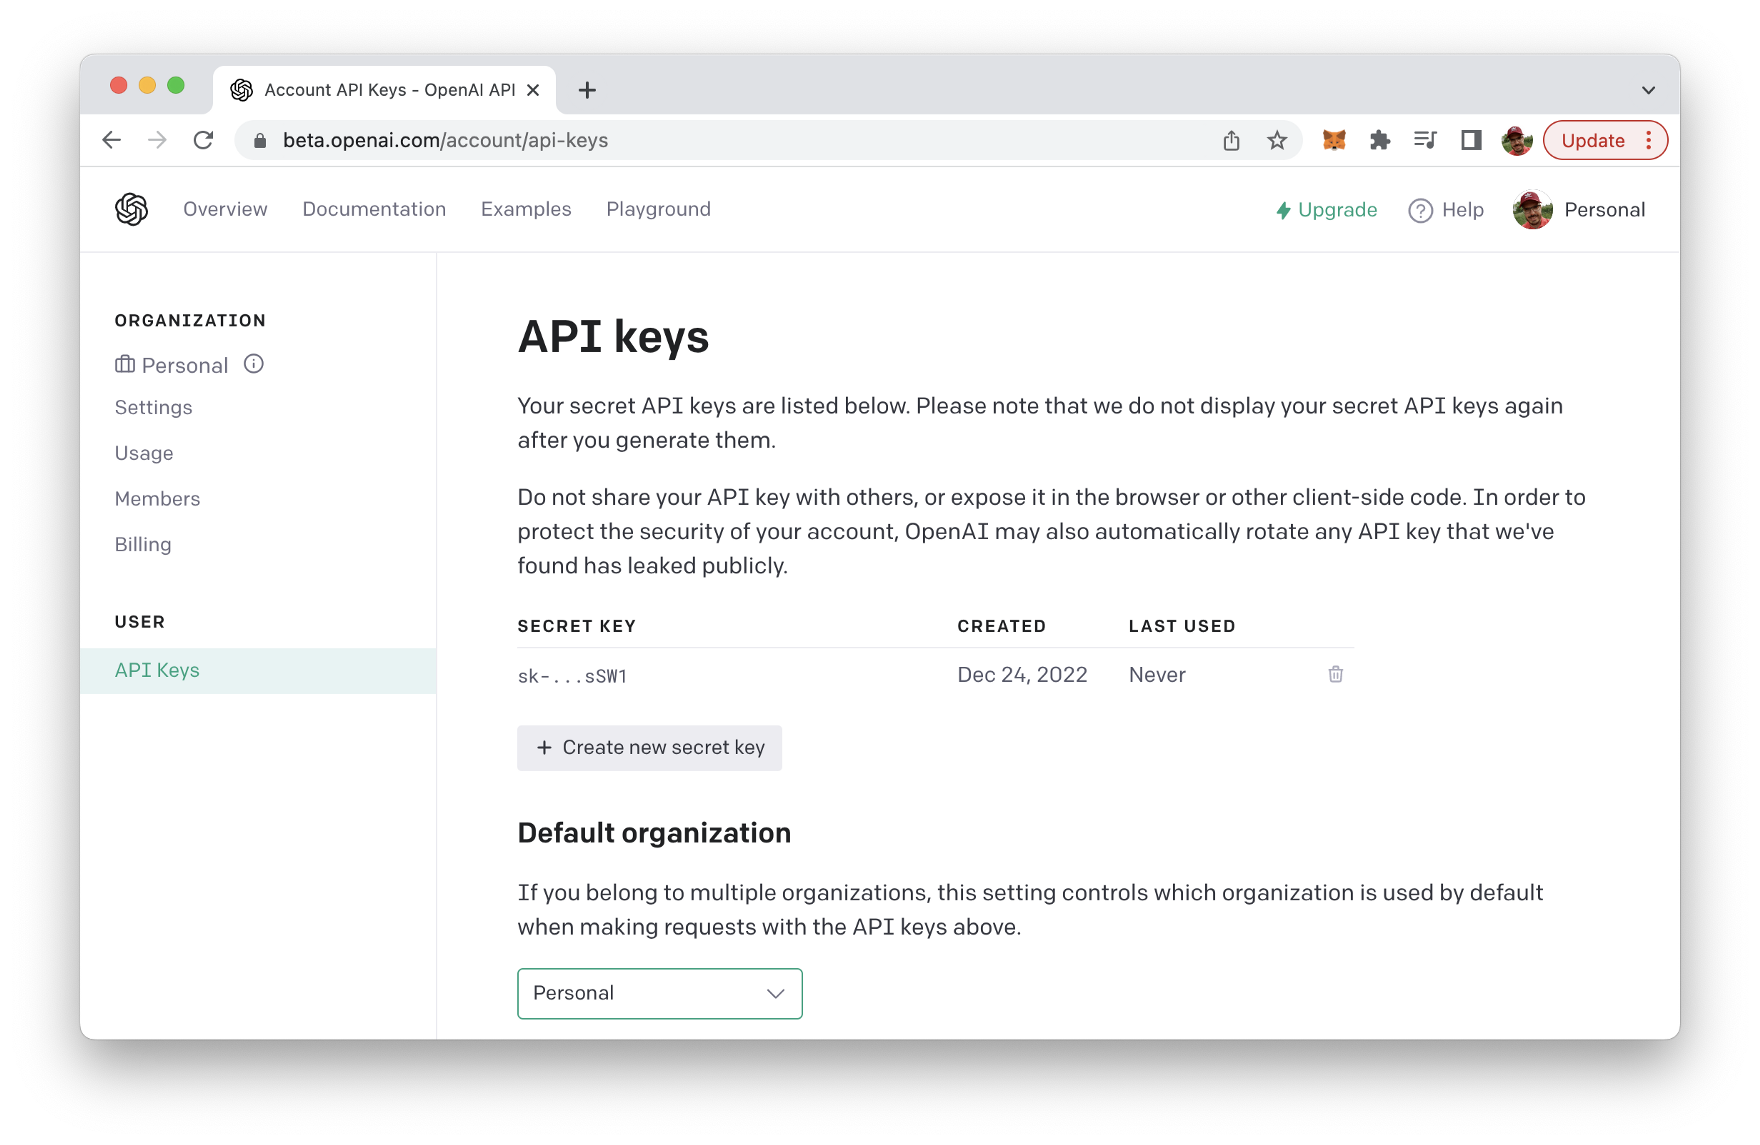 Account API Keys - OpenAI API
beta.openai.com/account/api-keys
Update
Overview
Documentation
Examples
Playground
Upgrade
Help
Personal
ORGANIZATION
Personal
Settings
Usage
Members
Billing
USER
API Keys
API keys
Your secret API keys are listed below. Please note that we do not display your secret API keys again
after you generate them.
Do not share your API key with others, or expose it in the browser or other client-side code. In order to
protect the security of your account, OpenAI may also automatically rotate any API key that we've
found has leaked publicly.
SECRET KEY CREATED LAST USED
sk-...sSW1 Dec 24, 2022 Never
+ Create new secret key
Default organization
If you belong to multiple organizations, this setting controls which organization is used by default
when making requests with the API keys above.
Personal